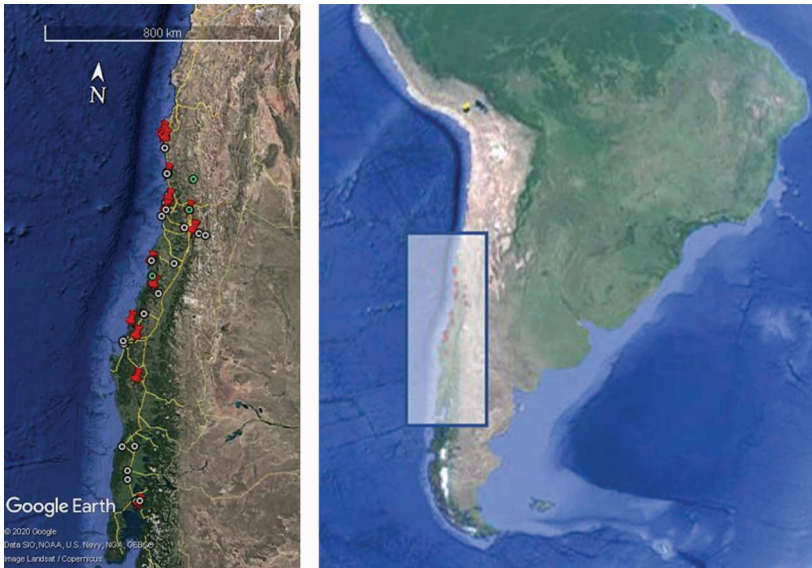 800 km
N
Google Earth
© 2020 Google
Data SIO, NOAA, U.S. Navy, NGA, GEBCO
Image Landsat / Copernicus